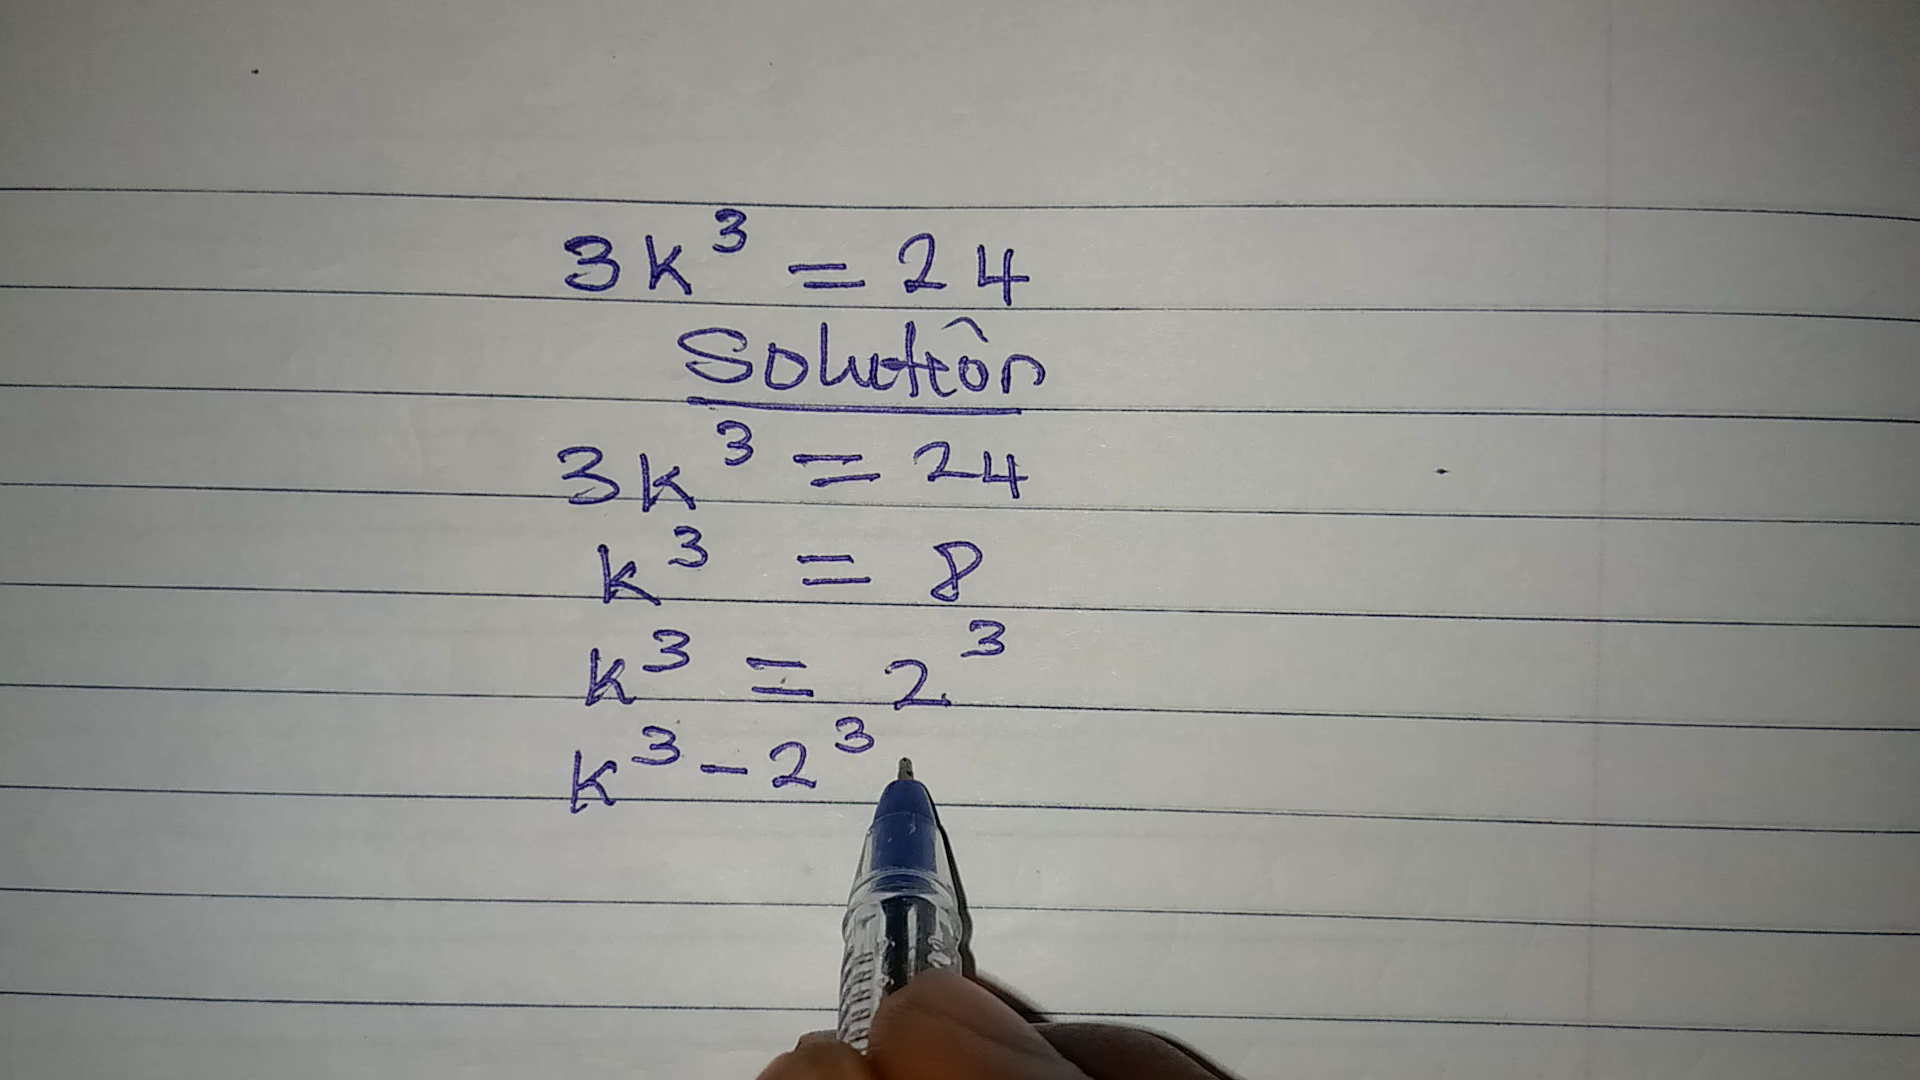 3k³ = 24
Solution
3k³ = 24
k³ = 8
k³ = 2³
k³ - 2³